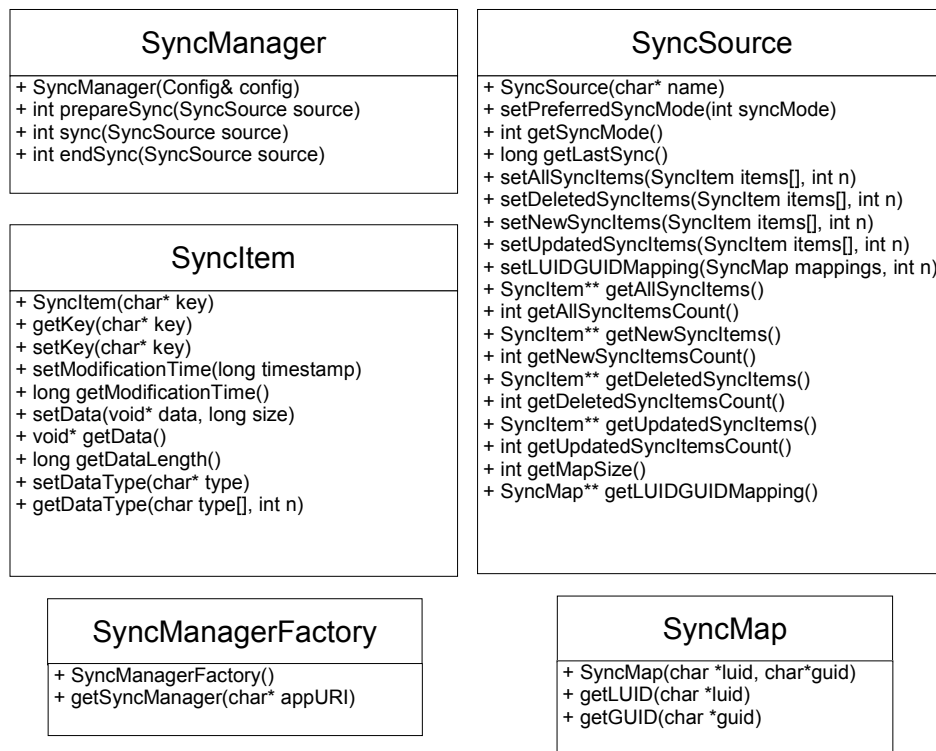 SyncManager
+ SyncManager(Config& config)
+ int prepareSync(SyncSource source)
+ int sync(SyncSource source)
+ int endSync(SyncSource source)
SyncItem
+ SyncItem(char* key)
+ getKey(char* key)
+ setKey(char* key)
+ setModificationTime(long timestamp)
+ long getModificationTime()
+ setData(void* data, long size)
+ void* getData()
+ long getDataLength()
+ setDataType(char* type)
+ getDataType(char type[], int n)
SyncManagerFactory
+ SyncManagerFactory()
+ getSyncManager(char* appURI)
SyncSource
+ SyncSource(char* name)
+ setPreferredSyncMode(int syncMode)
+ int getSyncMode()
+ long getLastSync()
+ setAllSyncItems(SyncItem items[], int n)
+ setDeletedSyncItems(SyncItem items[], int n)
+ setNewSyncItems(SyncItem items[], int n)
+ setUpdatedSyncItems(SyncItem items[], int n)
+ setLUIDGUIDMapping(SyncMap mappings, int n)
+ SyncItem** getAllSyncItems()
+ int getAllSyncItemsCount()
+ SyncItem** getNewSyncItems()
+ int getNewSyncItemsCount()
+ SyncItem** getDeletedSyncItems()
+ int getDeletedSyncItemsCount()
+ SyncItem** getUpdatedSyncItems()
+ int getUpdatedSyncItemsCount()
+ int getMapSize()
+ SyncMap** getLUIDGUIDMapping()
SyncMap
+ SyncMap(char *luid, char*guid)
+ getLUID(char *luid)
+ getGUID(char *guid)